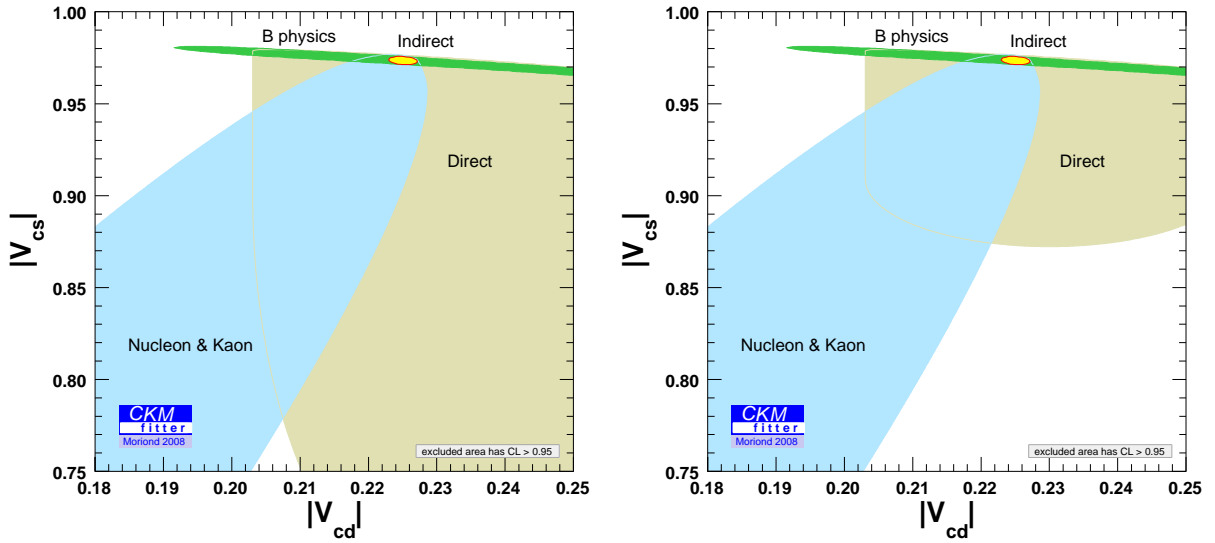 1.00
0.95
0.90
0.85
0.80
0.75
|Vcs|
B physics
Indirect
Direct
Nucleon & Kaon
CKM
fitter
Moriond 2008
excluded area has CL > 0.95
0.18 0.19 0.20 0.21 0.22 0.23 0.24 0.25
|Vcd|
1.00
0.95
0.90
0.85
0.80
0.75
|Vcs|
B physics
Indirect
Direct
Nucleon & Kaon
CKM
fitter
Moriond 2008
excluded area has CL > 0.95
0.18 0.19 0.20 0.21 0.22 0.23 0.24 0.25
|Vcd|